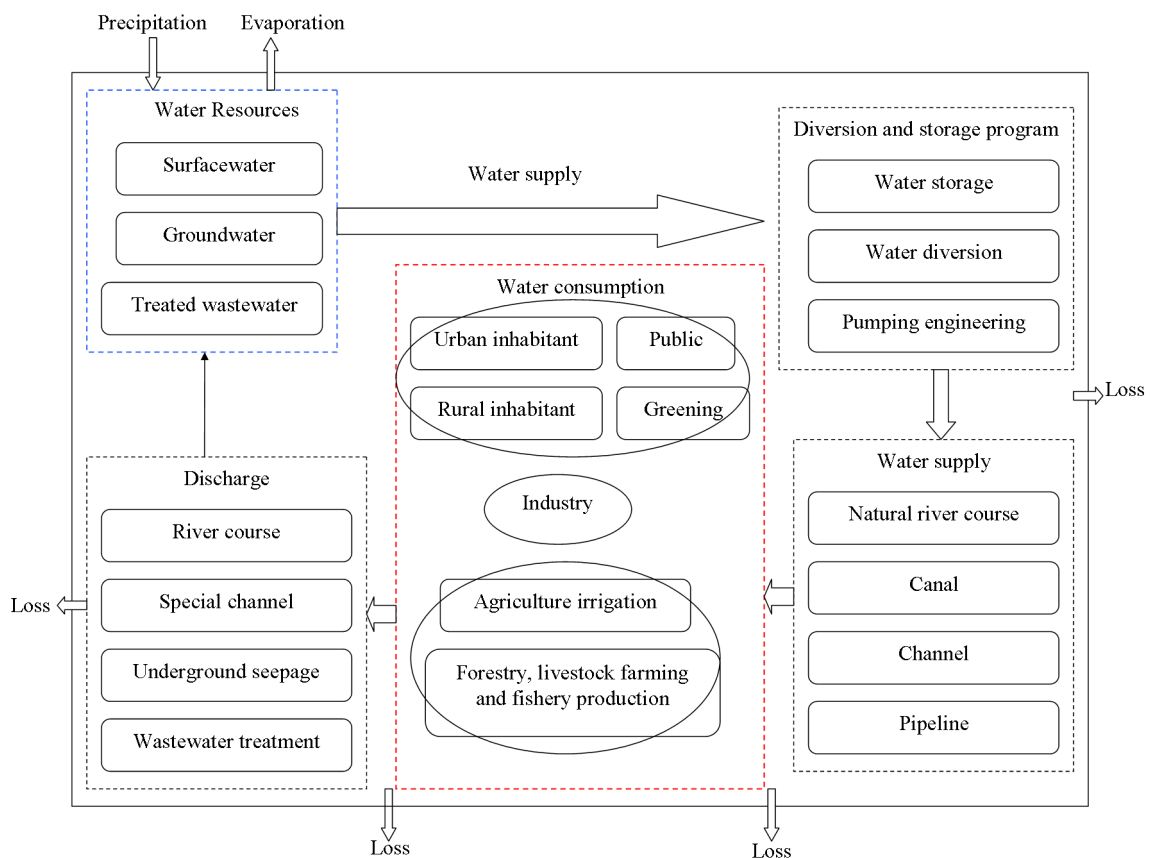 Precipitation
Evaporation
Water Resources
Surfacewater
Groundwater
Treated wastewater
Water supply
Diversion and storage program
Water storage
Water diversion
Pumping engineering
Loss
Water supply
Natural river course
Canal
Channel
Pipeline
Water consumption
Urban inhabitant
Public
Rural inhabitant
Greening
Industry
Agriculture irrigation
Forestry, livestock farming
and fishery production
Discharge
River course
Special channel
Underground seepage
Wastewater treatment
Loss
Loss
Loss